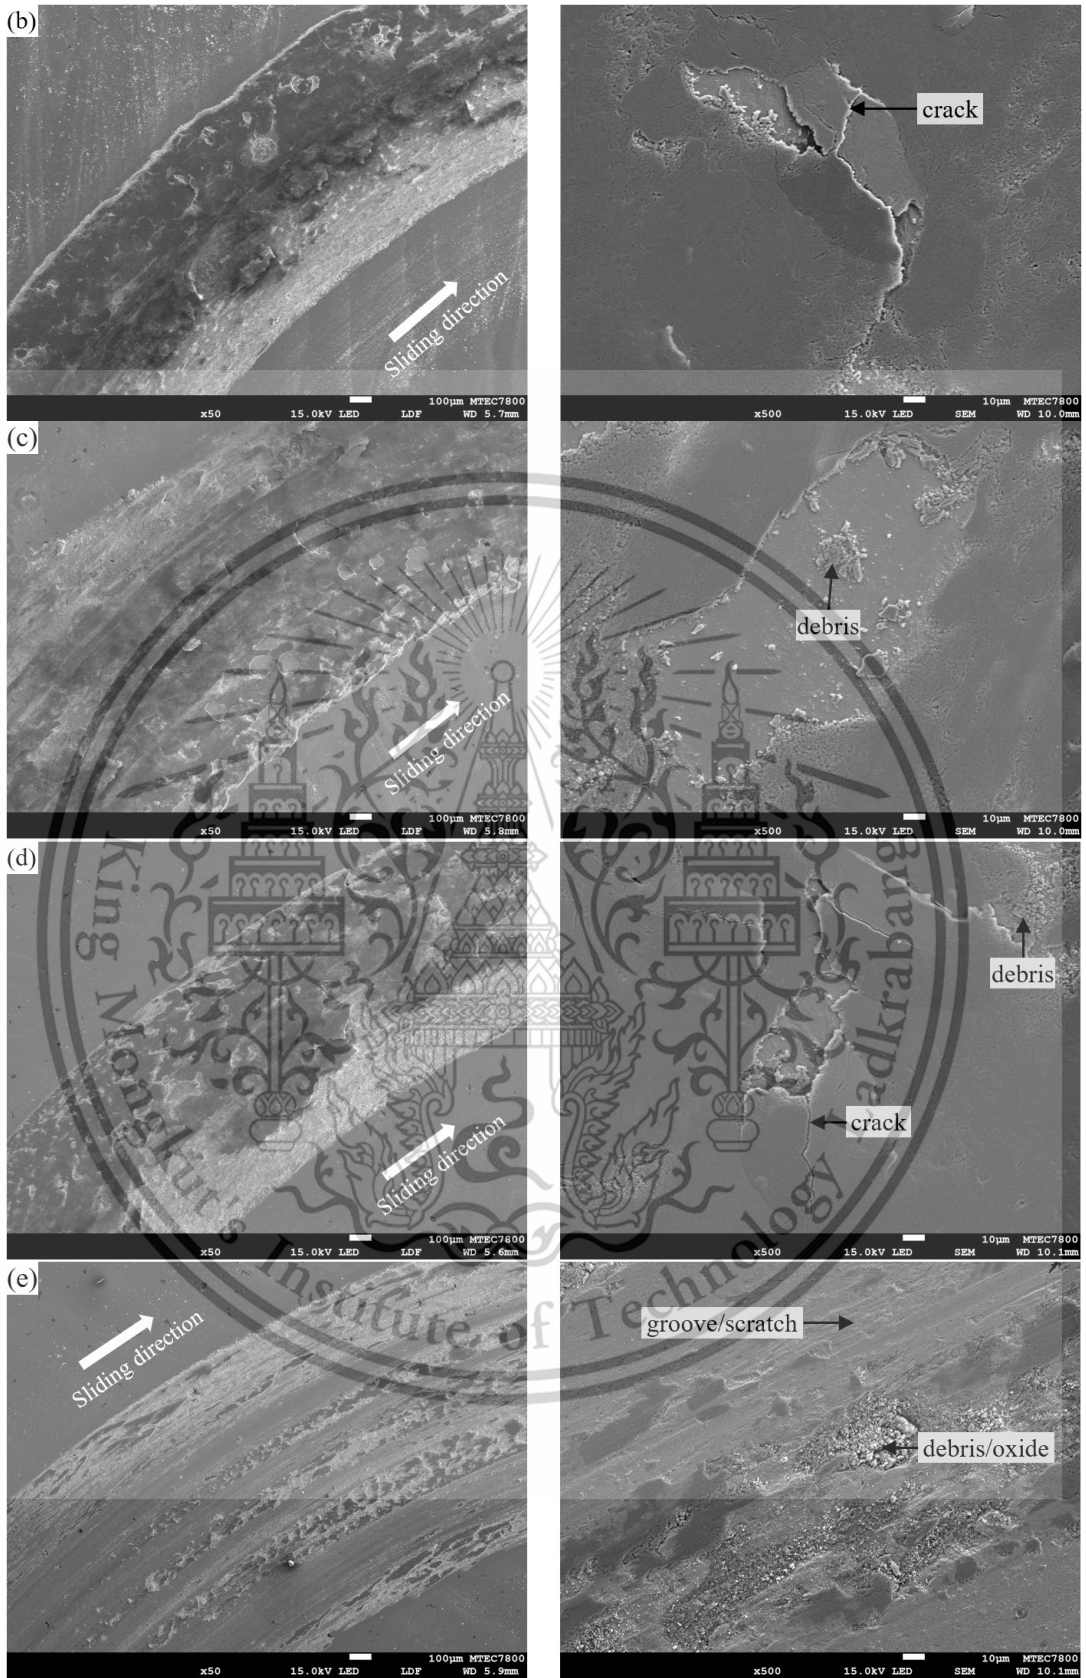 (b)
crack
Sliding direction
100μm MTEC7800
x50 15.0kV LED LDF WD 5.7mm
10μm MTEC7800
x500 15.0kV LED SEM WD 10.0mm
(c)
debris
Sliding direction
100μm MTEC7800
x50 15.0kV LED LDF WD 5.8mm
10μm MTEC7800
x500 15.0kV LED SEM WD 10.0mm
(d)
debris
crack
Sliding direction
100μm MTEC7800
x50 15.0kV LED LDF WD 5.6mm
10μm MTEC7800
x500 15.0kV LED SEM WD 10.1mm
(e)
Sliding direction
groove/scratch
debris/oxide
100μm MTEC7800
x50 15.0kV LED LDF WD 5.9mm
10μm MTEC7800
x500 15.0kV LED SEM WD 10.1mm
King Mongkut's Institute of Technology Ladkrabang